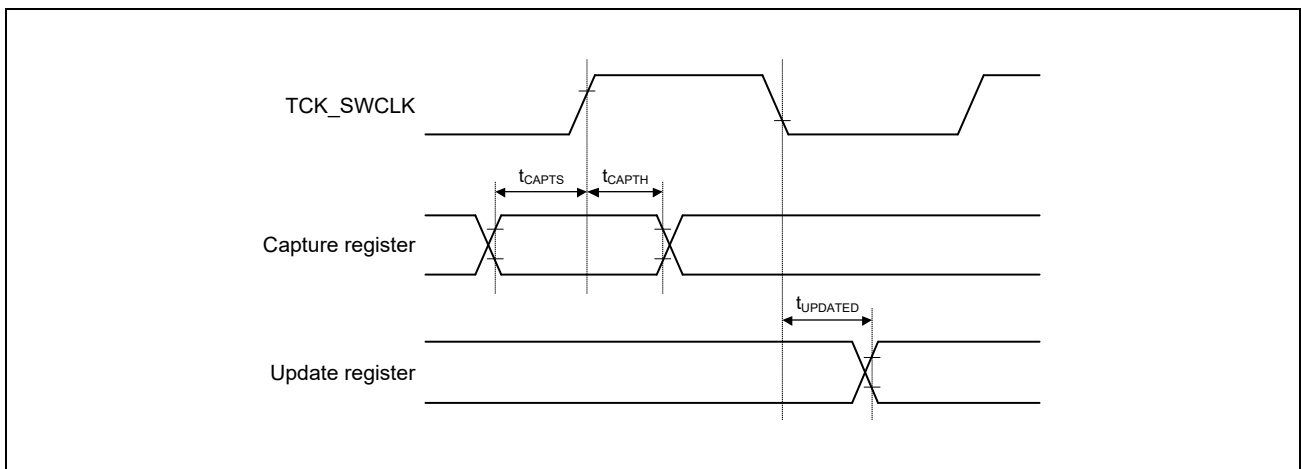 TCK_SWCLK
tCAPTS tCAPTH
Capture register
tUPDATED
Update register